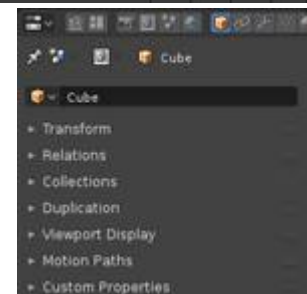 Cube
Cube
Transform
Relations
Collections
Duplication
Viewport Display
Motion Paths
Custom Properties